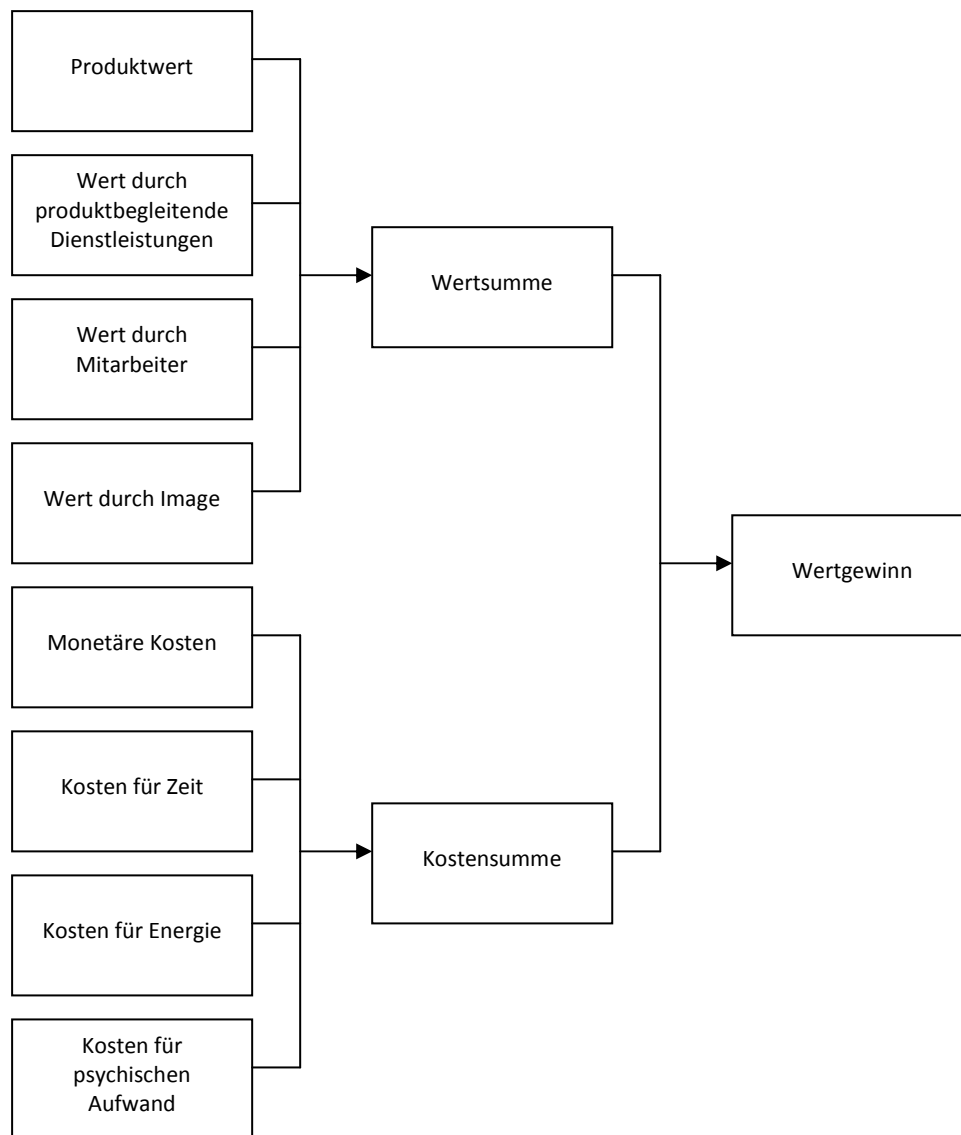 Produktwert
Wert durch
produktbegleitende
Dienstleistungen
Wertsumme
Wert durch
Mitarbeiter
Wert durch Image
Wertgewinn
Monetäre Kosten
Kosten für Zeit
Kostensumme
Kosten für Energie
Kosten für
psychischen
Aufwand